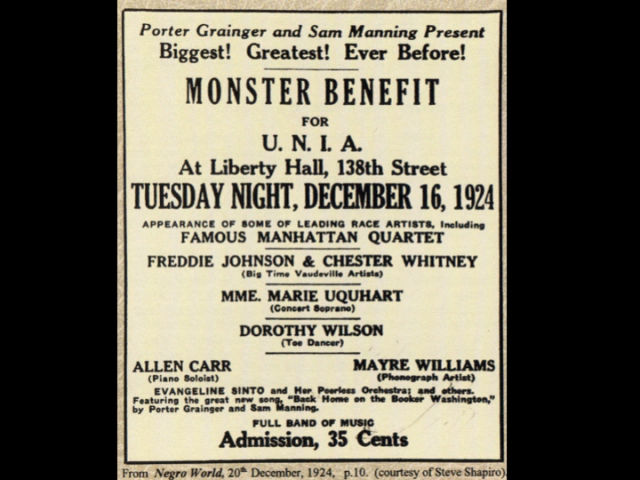 Porter Grainger and Sam Manning Present
Biggest! Greatest! Ever Before!
MONSTER BENEFIT
FOR
U. N. I. A.
At Liberty Hall, 138th Street
TUESDAY NIGHT, DECEMBER 16, 1924
APPEARANCE OF SOME OF LEADING RACE ARTISTS, Including
FAMOUS MANHATTAN QUARTET
FREDDIE JOHNSON & CHESTER WHITNEY
(Big Time Vaudeville Artists)
MME. MARIE UQUHART
(Concert Soprano)
DOROTHY WILSON
(Toe Dancer)
ALLEN CARR
(Piano Soloist)
MAYRE WILLIAMS
(Phonograph Artist)
EVANGELINE SINTO and Her Peerless Orchestra; and others.
Featuring the great new song, "Back Home on the Booker Washington,"
by Porter Grainger and Sam Manning.
FULL BAND OF MUSIC
Admission, 35 Cents
From Negro World, 20th December, 1924, p.10. (courtesy of Steve Shapiro)